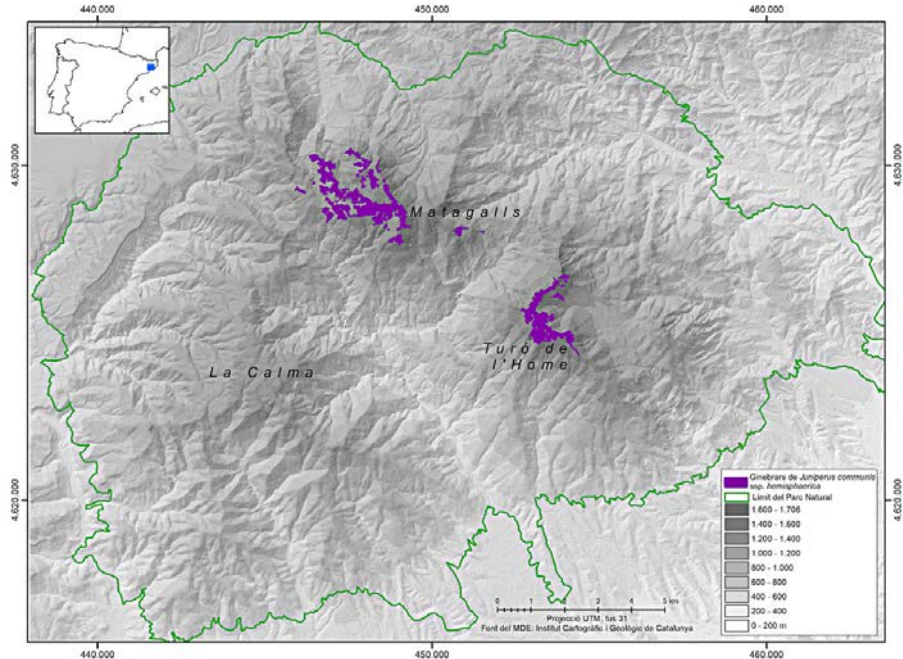 440.000 450.000 460.000
4.630.000 4.630.000
Matagalls
Turó de
l'Home
La Calma
4.620.000 4.620.000
Ginebrars de Juniperus communis
ssp. hemisphaerica
Límit del Parc Natural
1.600 - 1.706
1.400 - 1.600
1.200 - 1.400
1.000 - 1.200
800 - 1.000
600 - 800
400 - 600
200 - 400
0 - 200 m
0 1 2 3 4 5 km
Projecció UTM, fus 31
Font del MDE: Institut Cartogràfic i Geològic de Catalunya
440.000 450.000 460.000